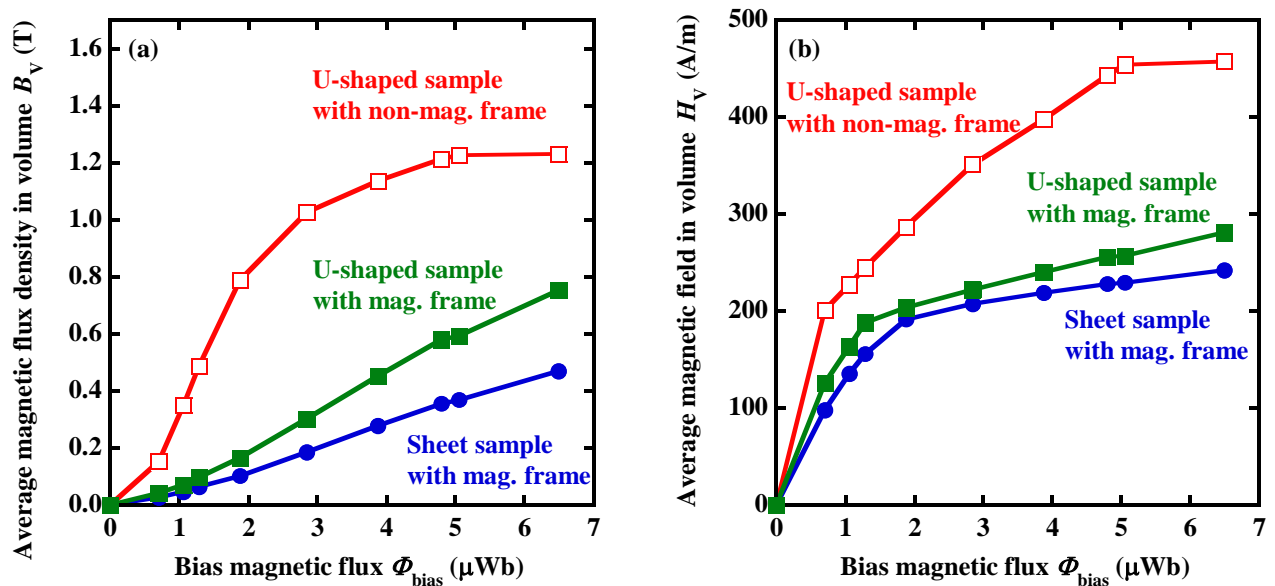 Average magnetic flux density in volume B_V (T)
1.6
1.4
1.2
1.0
0.8
0.6
0.4
0.2
0.0
(a)
U-shaped sample
with non-mag. frame
U-shaped sample
with mag. frame
Sheet sample
with mag. frame
0 1 2 3 4 5 6 7
Bias magnetic flux Φ_bias (μWb)
Average magnetic field in volume H_V (A/m)
500
400
300
200
100
0
(b)
U-shaped sample
with non-mag. frame
U-shaped sample
with mag. frame
Sheet sample
with mag. frame
0 1 2 3 4 5 6 7
Bias magnetic flux Φ_bias (μWb)